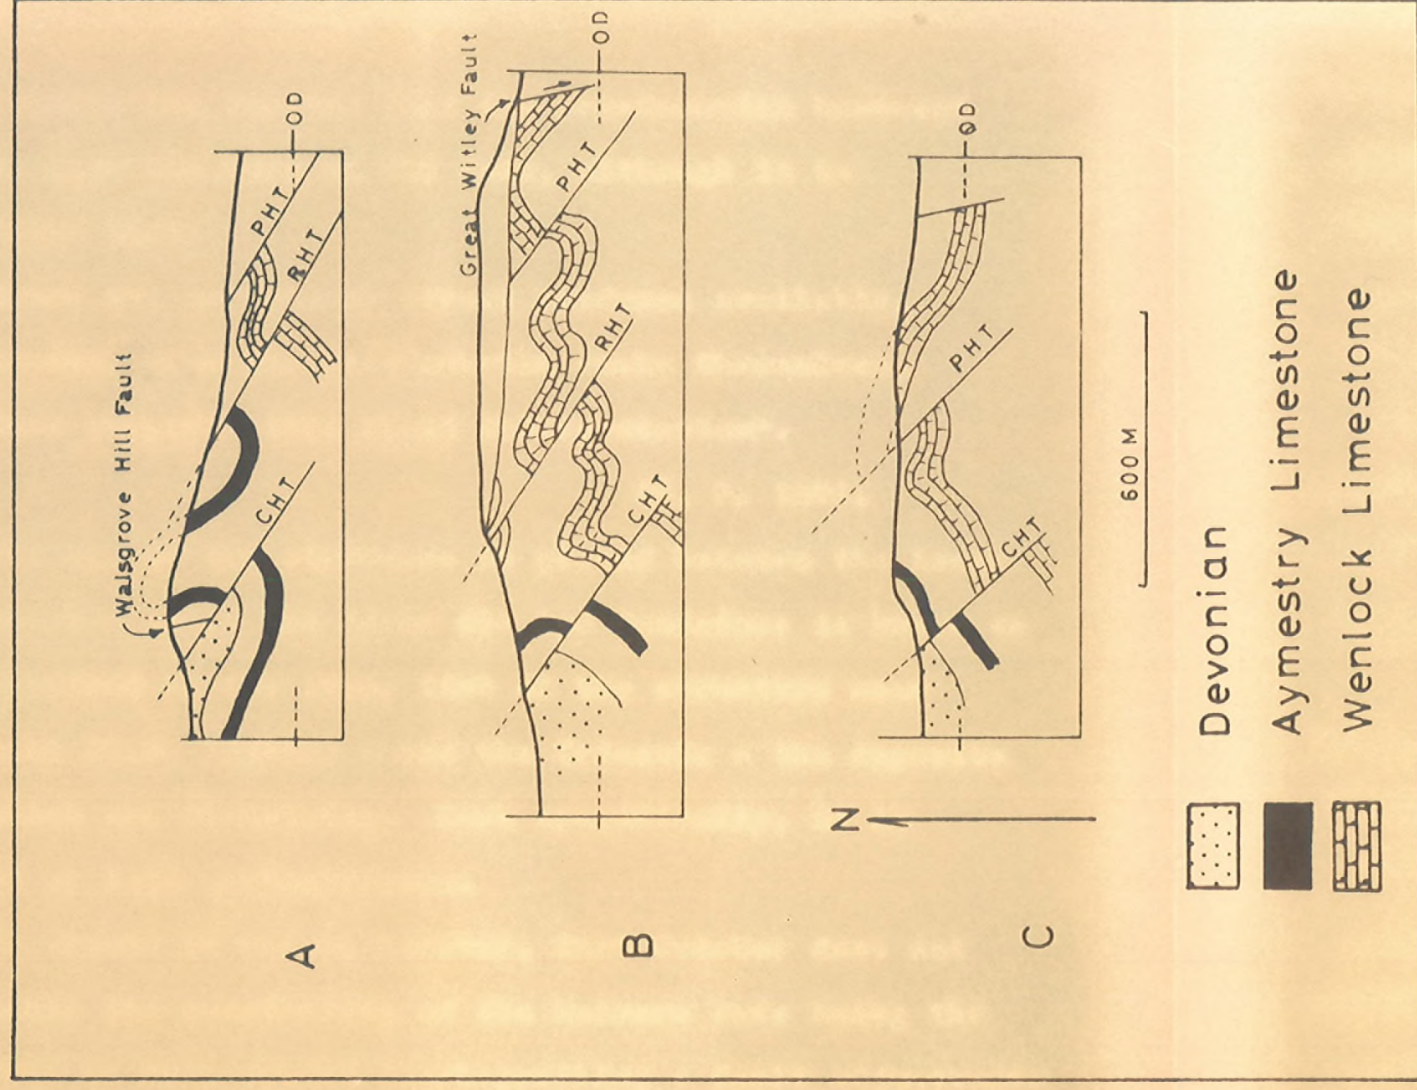 Walsgrove Hill Fault
OD
PHT
RHT
CHT
A
Great Witley Fault
OD
PHT
RHT
CHT
B
OD
PHT
CHT
N
C
600 M
Devonian
Aymestry Limestone
Wenlock Limestone